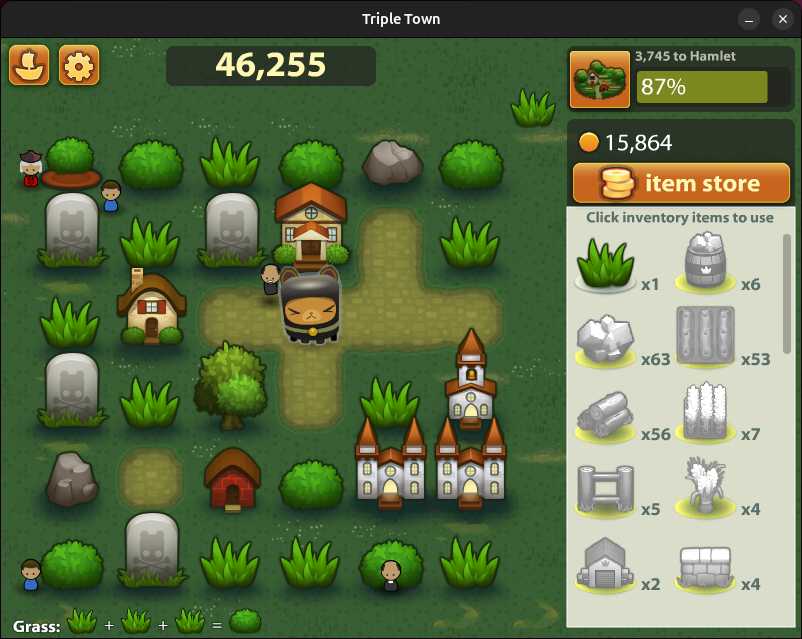 Triple Town
46,255
3,745 to Hamlet
87%
15,864
item store
Click inventory items to use
x1
x6
x63
x53
x56
x7
x5
x4
x2
x4
Grass: + + =